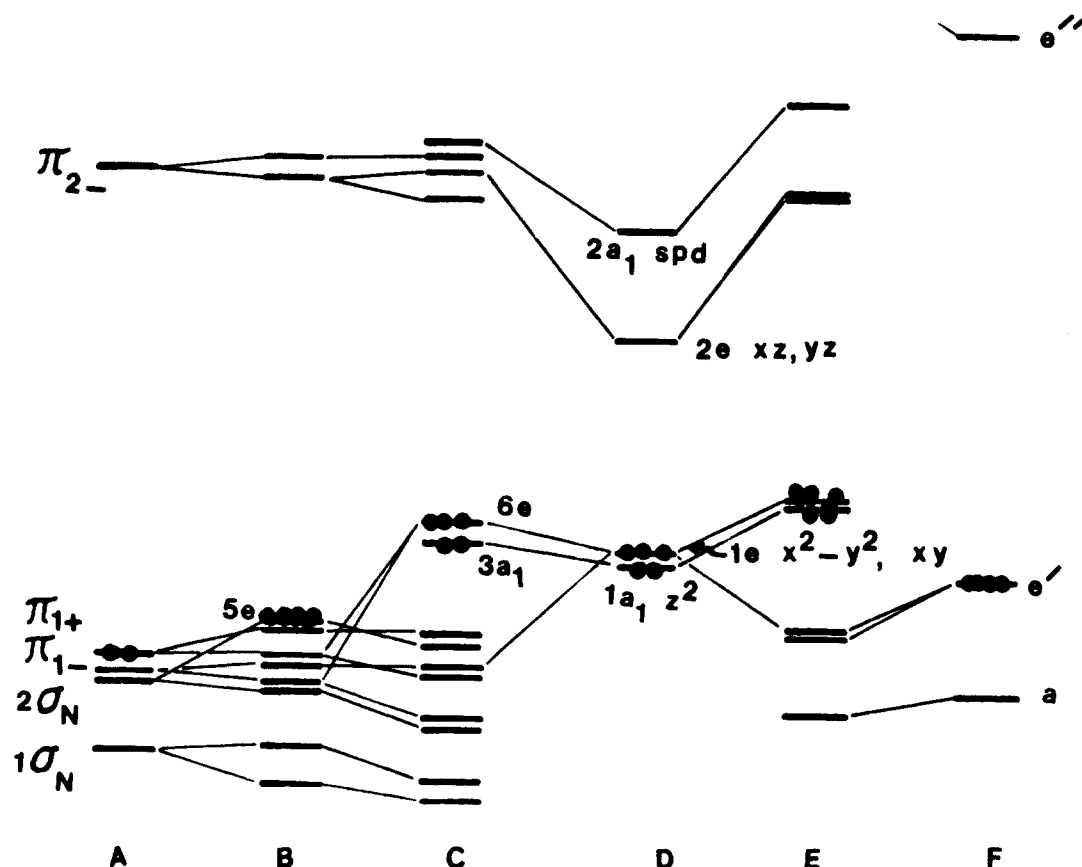 e″
π₂₋
2a₁ spd
2e xz, yz
6e
3a₁
1e x²–y², xy
1a₁ z²
5e
e′
π₁₊
π₁₋
2σN
1σN
a
A B C D E F